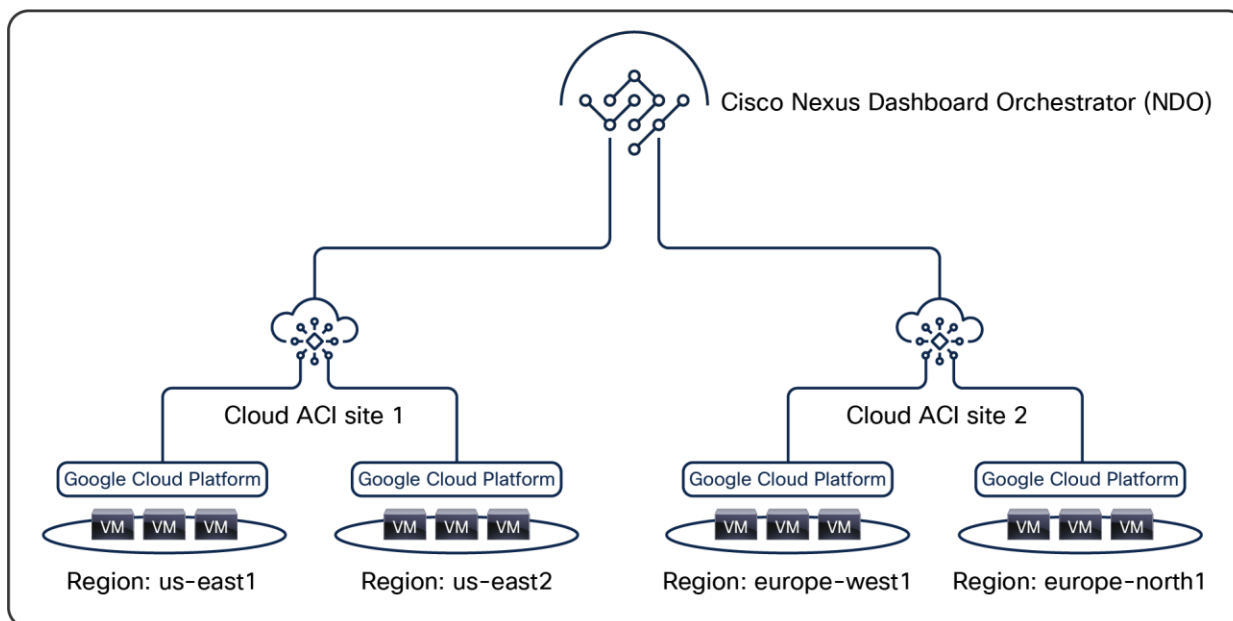 Cisco Nexus Dashboard Orchestrator (NDO)
Cloud ACI site 1
Cloud ACI site 2
Google Cloud Platform
Google Cloud Platform
Google Cloud Platform
Google Cloud Platform
VM VM VM
VM VM VM
VM VM VM
VM VM VM
Region: us-east1
Region: us-east2
Region: europe-west1
Region: europe-north1